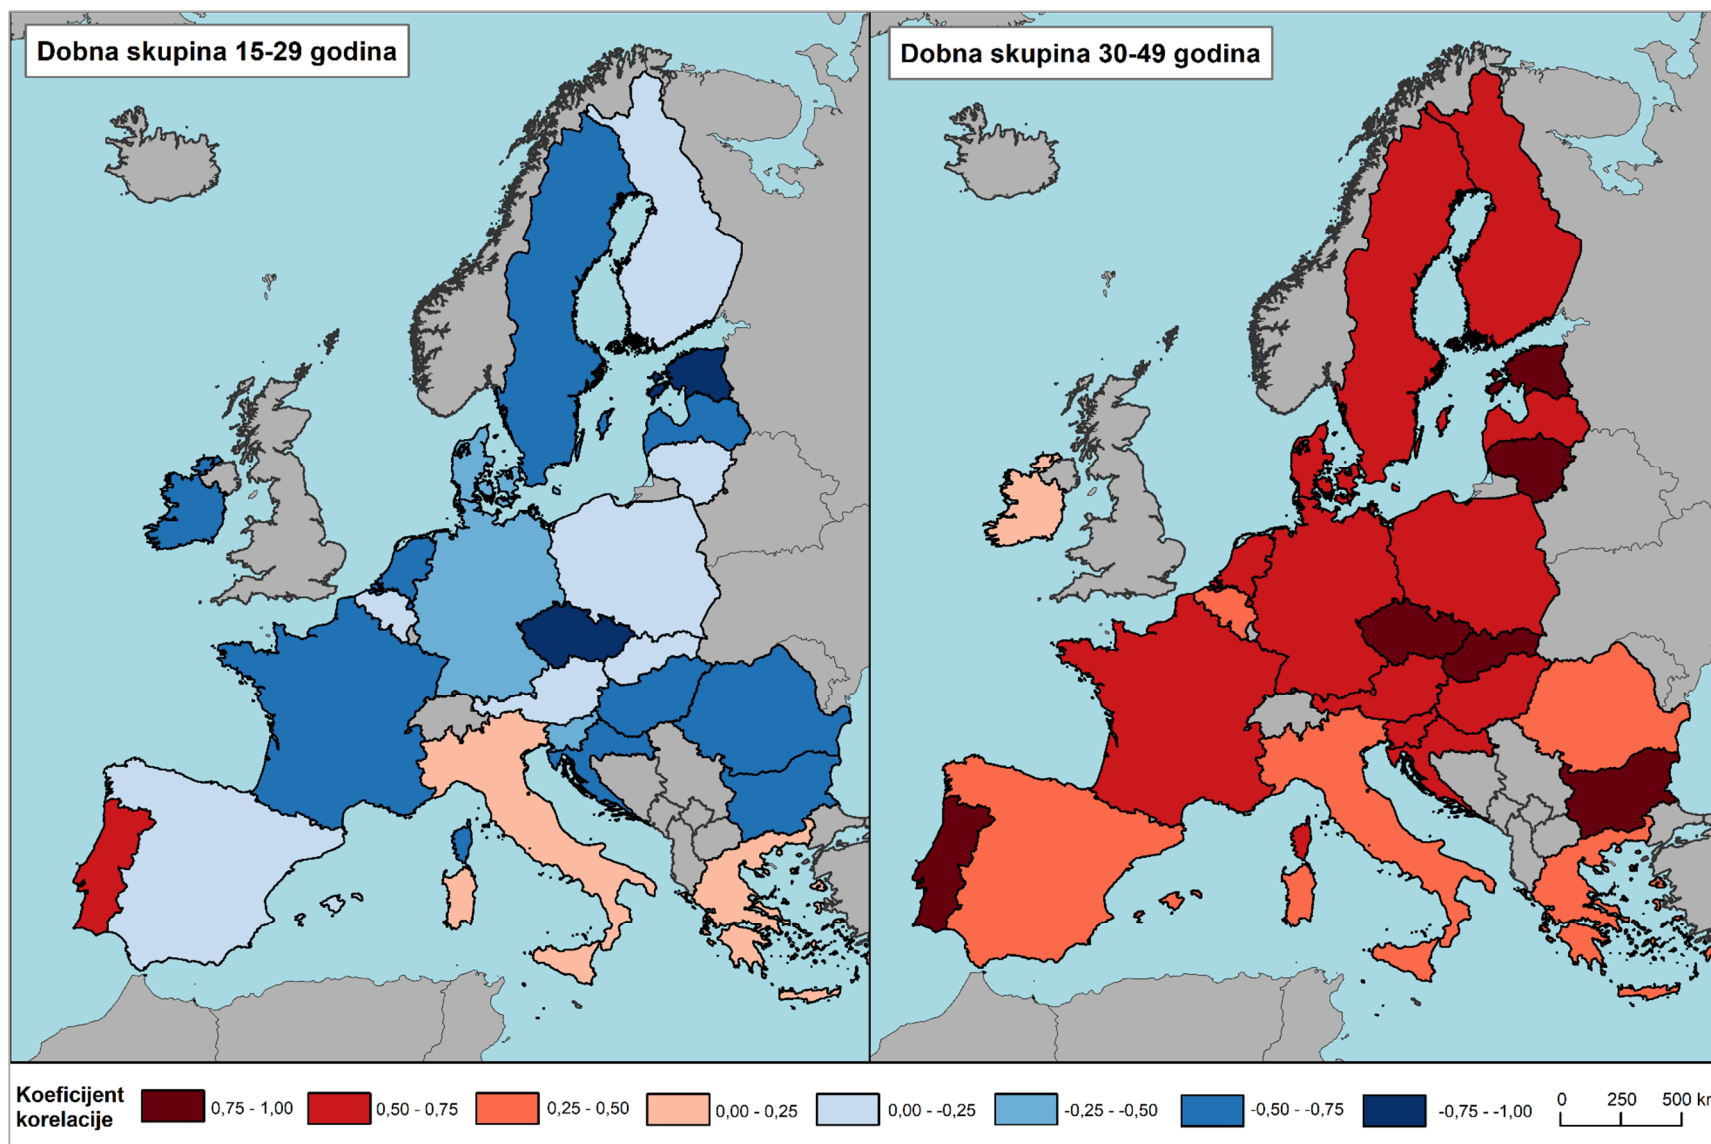 Dobna skupina 15-29 godina
Dobna skupina 30-49 godina
Koeficijent
korelacije
0,75 - 1,00
0,50 - 0,75
0,25 - 0,50
0,00 - 0,25
0,00 - -0,25
-0,25 - -0,50
-0,50 - -0,75
-0,75 - -1,00
0 250 500 kr